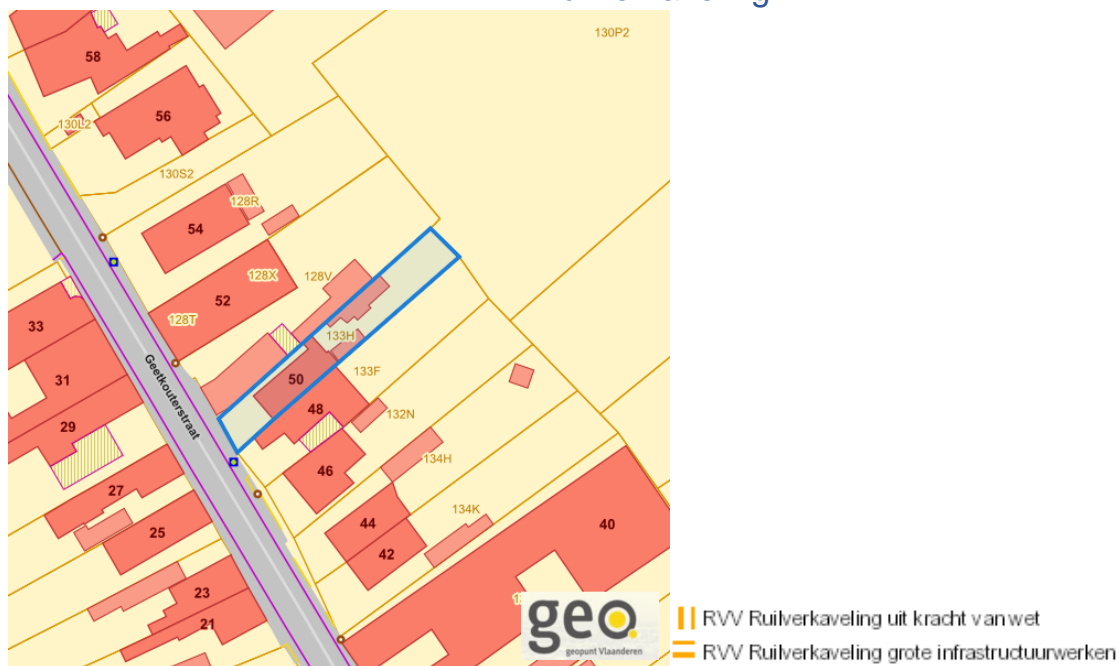 130P2
58
56
130L2
130S2
128R
54
128X
128V
52
128T
33
133H
31
Geetkouterstraat
50
133F
48
132N
29
134H
46
27
134K
44
40
25
42
23
21
geo.
geopunt Vlaanderen
RVV Ruilverkaveling uit kracht van wet
RVV Ruilverkaveling grote infrastructuurwerken